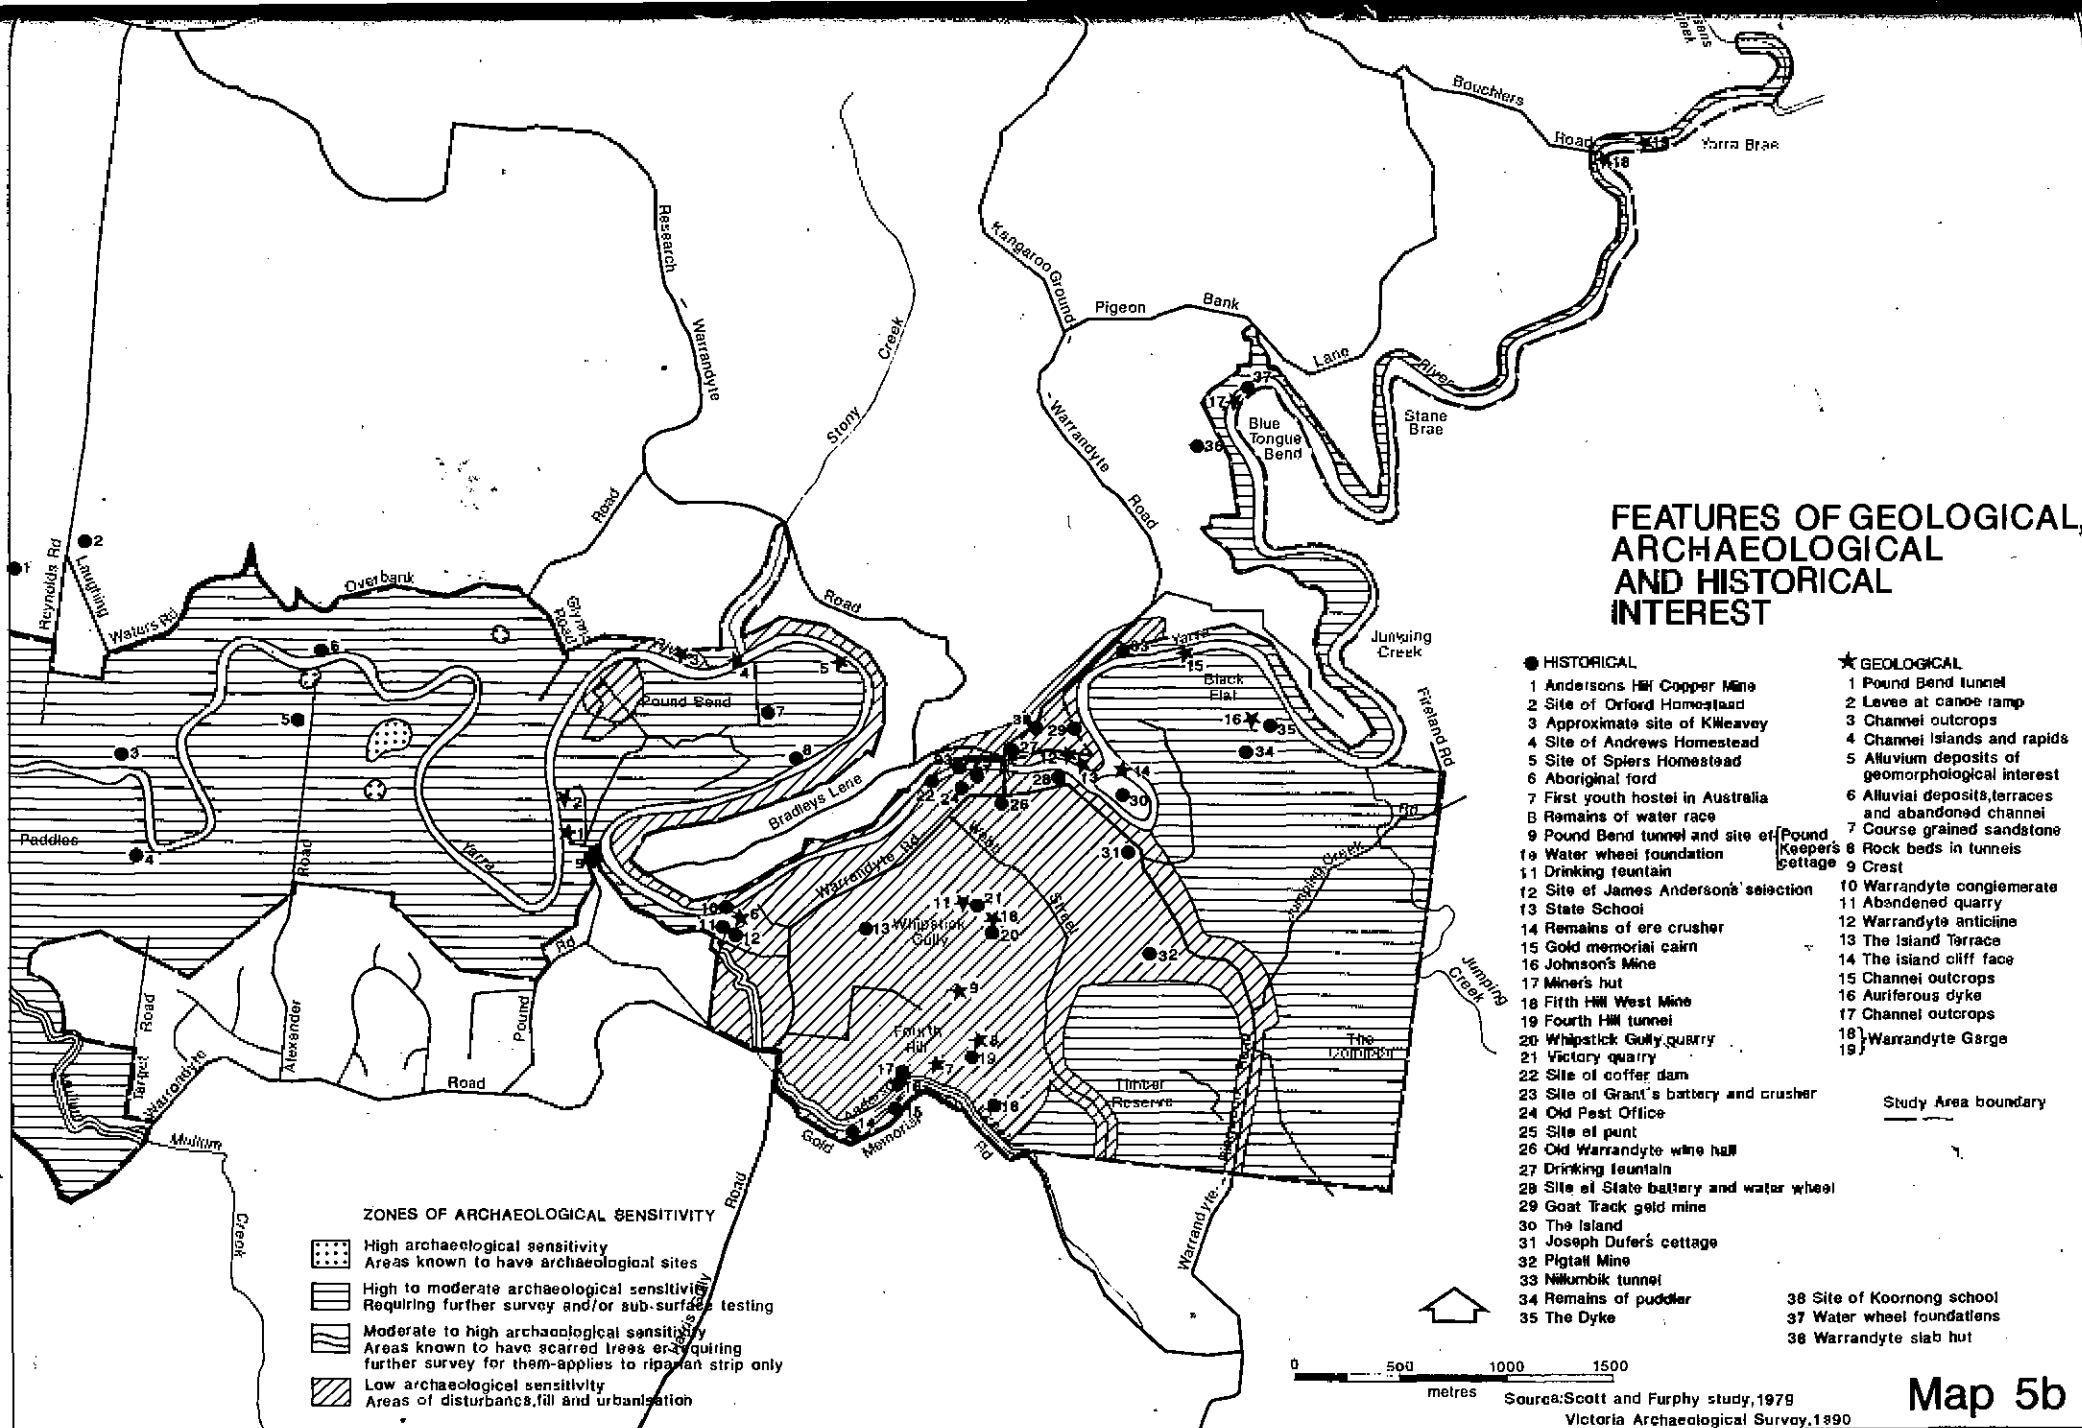 FEATURES OF GEOLOGICAL,
ARCHAEOLOGICAL
AND HISTORICAL
INTEREST
HISTORICAL
1 Andersons Hill Copper Mine
2 Site of Orford Homestead
3 Approximate site of Killeavey
4 Site of Andrews Homestead
5 Site of Spiers Homestead
6 Aboriginal ford
7 First youth hostel in Australia
8 Remains of water race
9 Pound Bend tunnel and site of Pound
Keepers
cottage
10 Water wheel foundation
11 Drinking fountain
12 Site of James Anderson's selection
13 State School
14 Remains of ore crusher
15 Gold memorial cairn
16 Johnson's Mine
17 Miner's hut
18 Fifth Hill West Mine
19 Fourth Hill tunnel
20 Whipstick Gully quarry
21 Victory quarry
22 Site of coffer dam
23 Site of Grant's battery and crusher
24 Old Post Office
25 Site of punt
26 Old Warrandyte wine hall
27 Drinking fountain
28 Site of State battery and water wheel
29 Goat Track gold mine
30 The Island
31 Joseph Dufer's cottage
32 Pigtail Mine
33 Nillumbik tunnel
34 Remains of puddler
35 The Dyke
36 Site of Koornong school
37 Water wheel foundations
38 Warrandyte slab hut
GEOLOGICAL
1 Pound Bend tunnel
2 Levee at canoe ramp
3 Channel outcrops
4 Channel Islands and rapids
5 Alluvium deposits of
geomorphological interest
6 Alluvial deposits,terraces
and abandoned channel
7 Course grained sandstone
8 Rock beds in tunnels
9 Crest
10 Warrandyte conglomerate
11 Abandoned quarry
12 Warrandyte anticline
13 The Island Terrace
14 The island cliff face
15 Channel outcrops
16 Auriferous dyke
17 Channel outcrops
18
19 Warrandyte Gorge
Study Area boundary
ZONES OF ARCHAEOLOGICAL SENSITIVITY
High archaeological sensitivity
Areas known to have archaeological sites
High to moderate archaeological sensitivity
Requiring further survey and/or sub-surface testing
Moderate to high archaeological sensitivity
Areas known to have scarred trees or requiring
further survey for them-applies to riparian strip only
Low archaeological sensitivity
Areas of disturbance,fill and urbanisation
0 500 1000 1500
metres
Source:Scott and Furphy study,1979
Victoria Archaeological Survey,1990
Map 5b
Bouchiers
Road
Yarra Brae
Research - Warrandyte
Road
Stony
Creek
Kangaroo Ground
- Warrandyte
Road
Pigeon
Bank
Lane
River
Stane
Brae
Blue
Tongue
Bend
Jumping
Creek
Fireland Rd
Reynolds Rd
Laughing
Waters Rd
Overbank
Glynns
Road
River
Pound Bend
Road
Bradleys Lane
Yarra
Black
Flat
Paddles
Yarra
Road
Alexander
Road
Pound
Rd
Target
Road
Warrandyte
Road
Mullum
Mullum
Creek
Warrandyte Rd
Webb
Street
Whipstick
Gully
Fourth
Hill
Gold
Memorial
Rd
Road
Timber
Reserve
The
Common
Jumping Creek
Rd
Jumping
Creek
Warrandyte